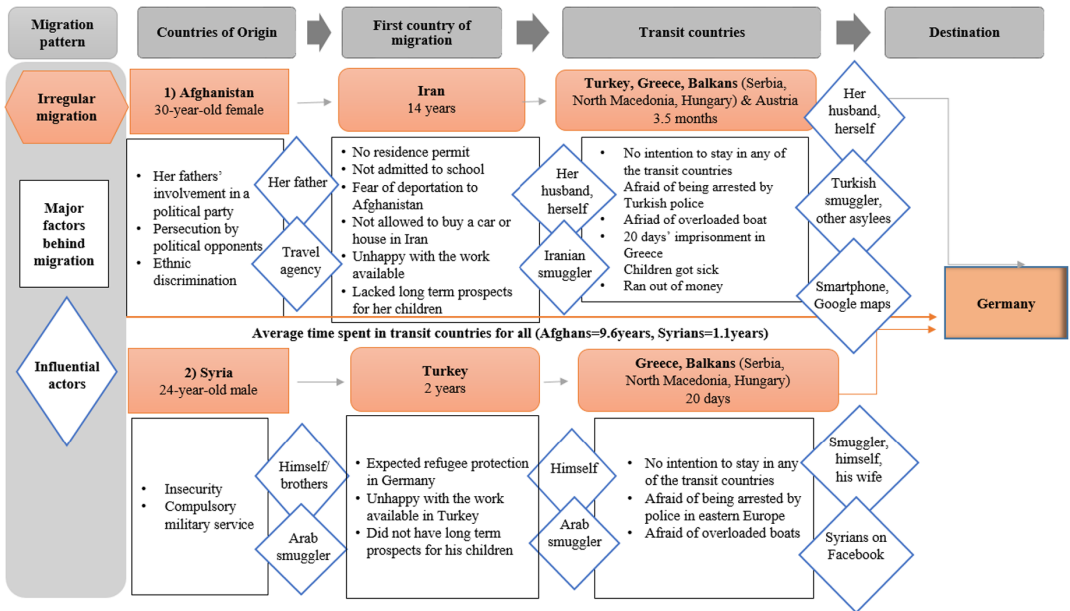 Migration
pattern
Countries of Origin
First country of
migration
Transit countries
Destination
Irregular
migration
1) Afghanistan
30-year-old female
Iran
14 years
Turkey, Greece, Balkans (Serbia,
North Macedonia, Hungary) & Austria
3.5 months
Her
husband,
herself
Major
factors
behind
migration
• Her fathers'
involvement in a
political party
• Persecution by
political opponents
• Ethnic
discrimination
Her father
Travel
agency
• No residence permit
• Not admitted to school
• Fear of deportation to
Afghanistan
• Not allowed to buy a car or
house in Iran
• Unhappy with the work
available
• Lacked long term prospects
for her children
Her
husband,
herself
Iranian
smuggler
• No intention to stay in any of
the transit countries
• Afraid of being arrested by
Turkish police
• Afriad of overloaded boat
• 20 days' imprisonment in
Greece
• Children got sick
• Ran out of money
Turkish
smuggler,
other asylees
Smartphone,
Google maps
Germany
Average time spent in transit countries for all (Afghans=9.6years, Syrians=1.1years)
Influential
actors
2) Syria
24-year-old male
Turkey
2 years
Greece, Balkans (Serbia,
North Macedonia, Hungary)
20 days
• Insecurity
• Compulsory
military service
Himself/
brothers
Arab
smuggler
• Expected refugee protection
in Germany
• Unhappy with the work
available in Turkey
• Did not have long term
prospects for his children
Himself
Arab
smuggler
• No intention to stay in any
of the transit countries
• Afraid of being arrested by
police in eastern Europe
• Afraid of overloaded boats
Smuggler,
himself,
his wife
Syrians on
Facebook